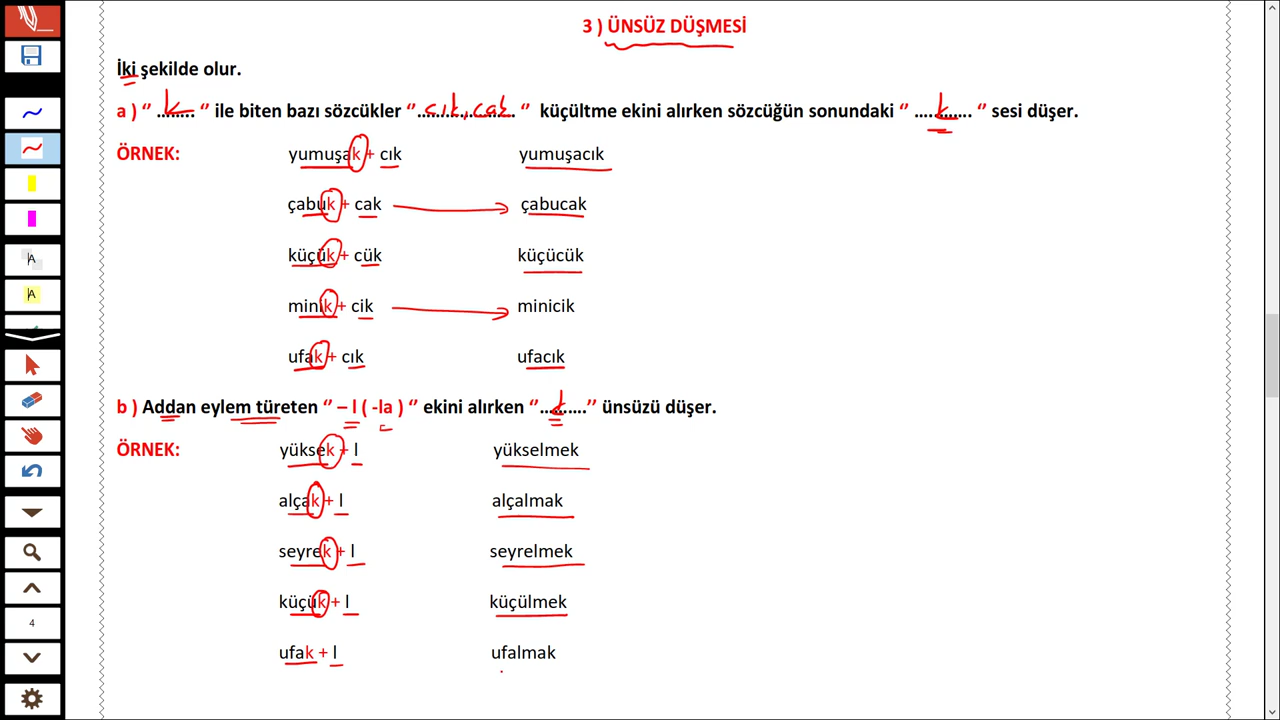 3 ) ÜNSÜZ DÜŞMESİ
İki şekilde olur.
a ) " ...k..... " ile biten bazı sözcükler "...cık, cak..." küçültme ekini alırken sözcüğün sonundaki " ....k...... " sesi düşer.
ÖRNEK: yumuşak + cık yumuşacık
çabuk + cak çabucak
küçük + cük küçücük
minik + cik minicik
ufak + cık ufacık
b ) Addan eylem türeten " – l ( -la ) " ekini alırken "...k......" ünsüzü düşer.
ÖRNEK: yüksek + l yükselmek
alçak + l alçalmak
seyrek + l seyrelmek
küçük + l küçülmek
ufak + l ufalmak
A
A
4